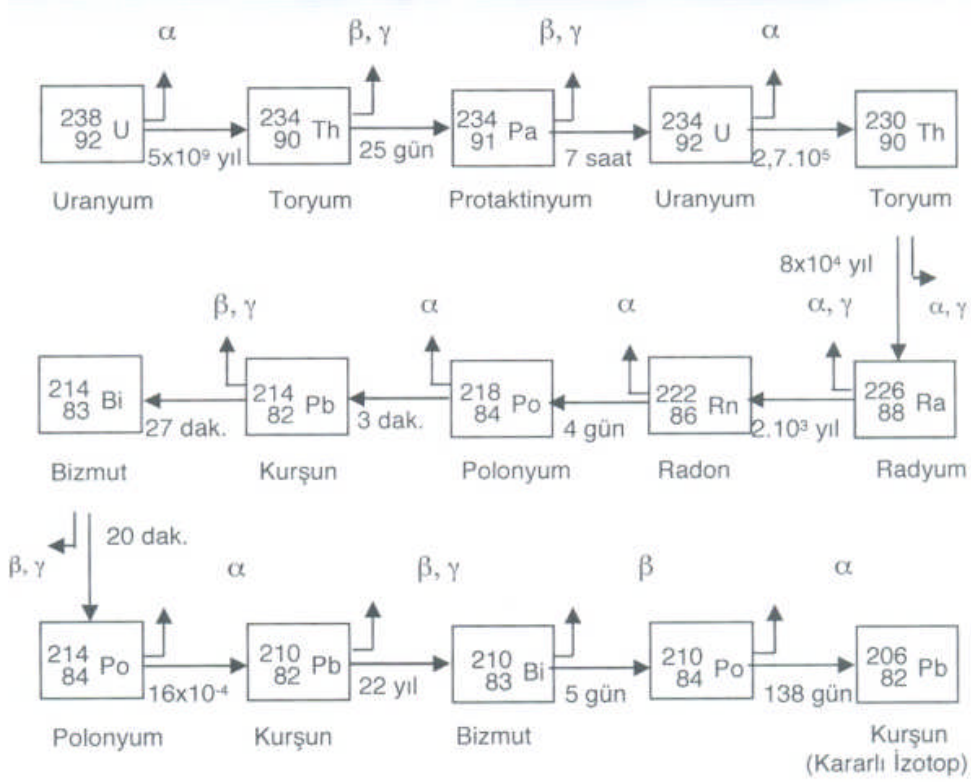 α β, γ β, γ α
238 92 U 234 90 Th 234 91 Pa 234 92 U 230 90 Th
5x10⁹ yıl 25 gün 7 saat 2,7.10⁵
Uranyum Toryum Protaktinyum Uranyum Toryum
8x10⁴ yıl
β, γ α α α, γ α, γ
214 83 Bi 214 82 Pb 218 84 Po 222 86 Rn 226 88 Ra
27 dak. 3 dak. 4 gün 2.10³ yıl
Bizmut Kurşun Polonyum Radon Radyum
20 dak.
β, γ α β, γ β α
214 84 Po 210 82 Pb 210 83 Bi 210 84 Po 206 82 Pb
16x10⁻⁴ 22 yıl 5 gün 138 gün
Polonyum Kurşun Bizmut Kurşun
(Kararlı İzotop)